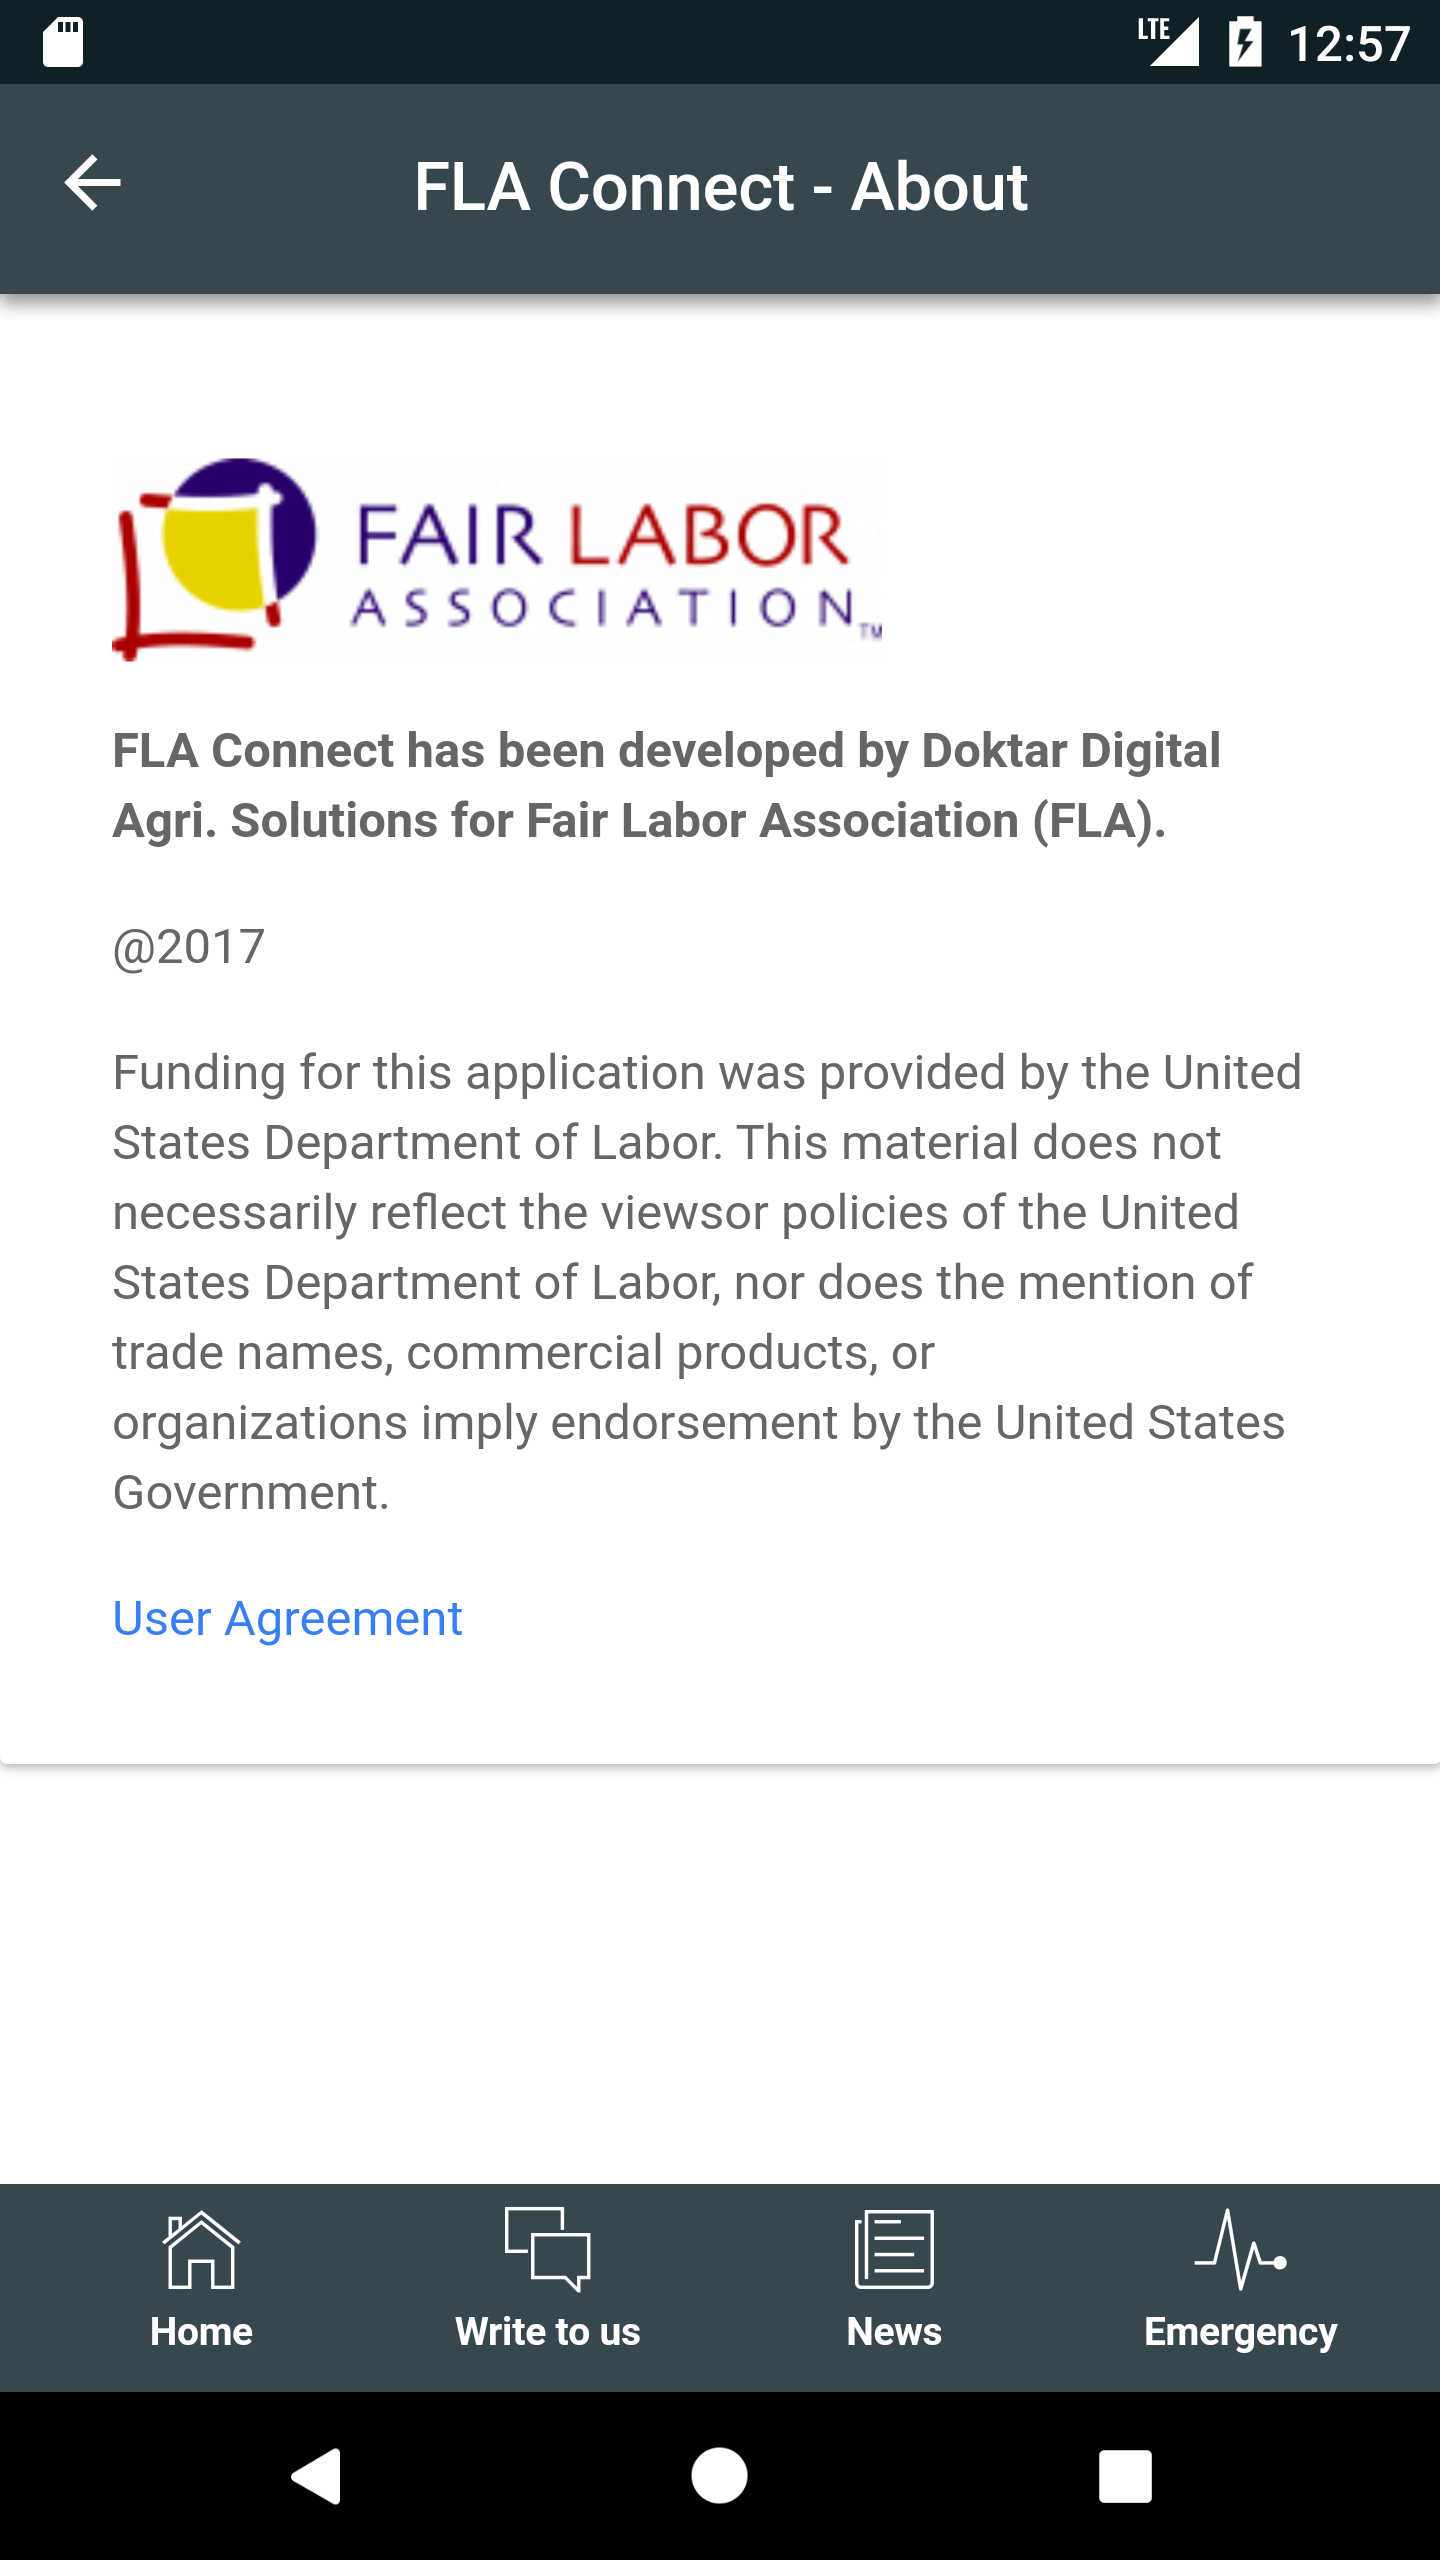 LTE 12:57
FLA Connect - About
FAIR LABOR
ASSOCIATION TM
FLA Connect has been developed by Doktar Digital
Agri. Solutions for Fair Labor Association (FLA).
@2017
Funding for this application was provided by the United
States Department of Labor. This material does not
necessarily reflect the viewsor policies of the United
States Department of Labor, nor does the mention of
trade names, commercial products, or
organizations imply endorsement by the United States
Government.
User Agreement
Home Write to us News Emergency